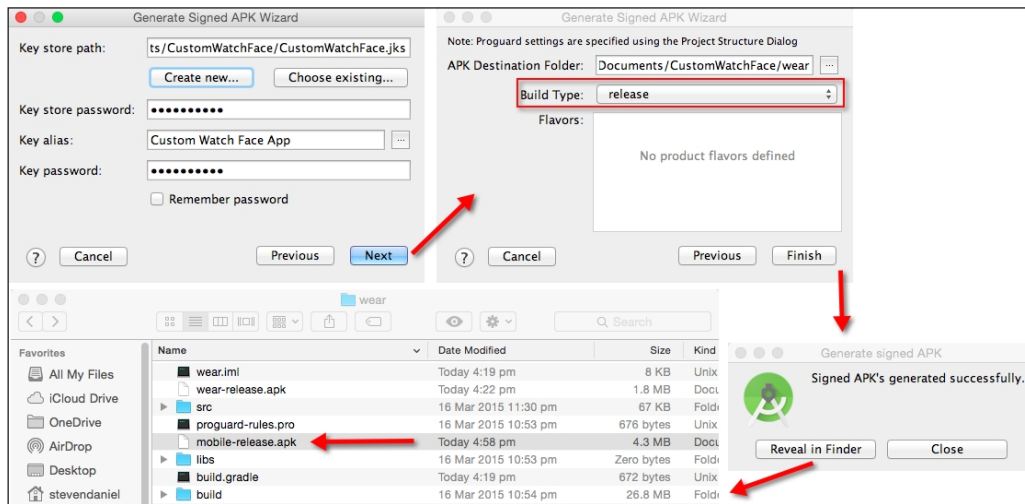 Generate Signed APK Wizard
Key store path:
ts/CustomWatchFace/CustomWatchFace.jks
Create new...
Choose existing...
Key store password:
••••••••••
Key alias:
Custom Watch Face App
...
Key password:
••••••••••
Remember password
?
Cancel
Previous
Next
Generate Signed APK Wizard
Note: Proguard settings are specified using the Project Structure Dialog
APK Destination Folder:
Documents/CustomWatchFace/wear
...
Build Type:
release
Flavors:
No product flavors defined
?
Cancel
Previous
Finish
wear
Search
Favorites
All My Files
iCloud Drive
OneDrive
AirDrop
Desktop
stevendaniel
Name Date Modified Size Kind
wear.iml Today 4:19 pm 8 KB Unix
wear-release.apk Today 4:22 pm 1.8 MB Docu
src 16 Mar 2015 11:30 pm 67 KB Folde
proguard-rules.pro 16 Mar 2015 10:53 pm 676 bytes Unix
mobile-release.apk Today 4:58 pm 4.3 MB Docu
libs 16 Mar 2015 10:53 pm Zero bytes Folde
build.gradle Today 4:19 pm 672 bytes Unix
build 16 Mar 2015 10:54 pm 26.8 MB Folde
Generate signed APK
Signed APK's generated successfully.
Reveal in Finder
Close